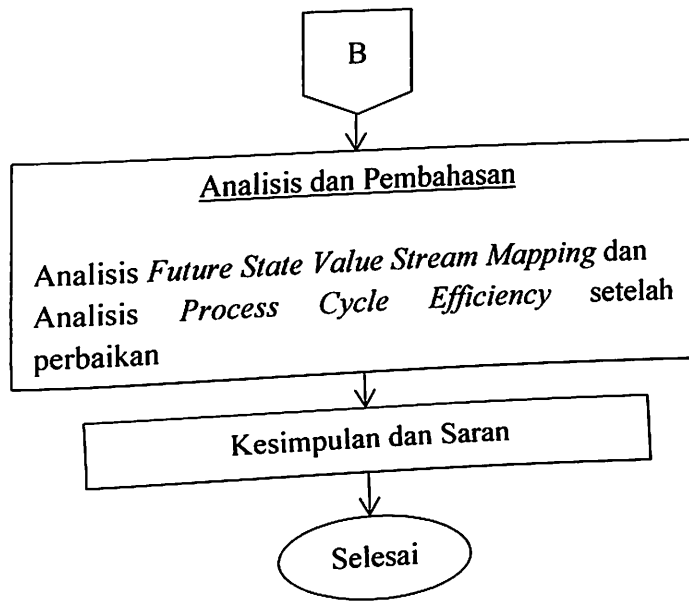 B
Analisis dan Pembahasan
Analisis Future State Value Stream Mapping dan
Analisis Process Cycle Efficiency setelah
perbaikan
Kesimpulan dan Saran
Selesai